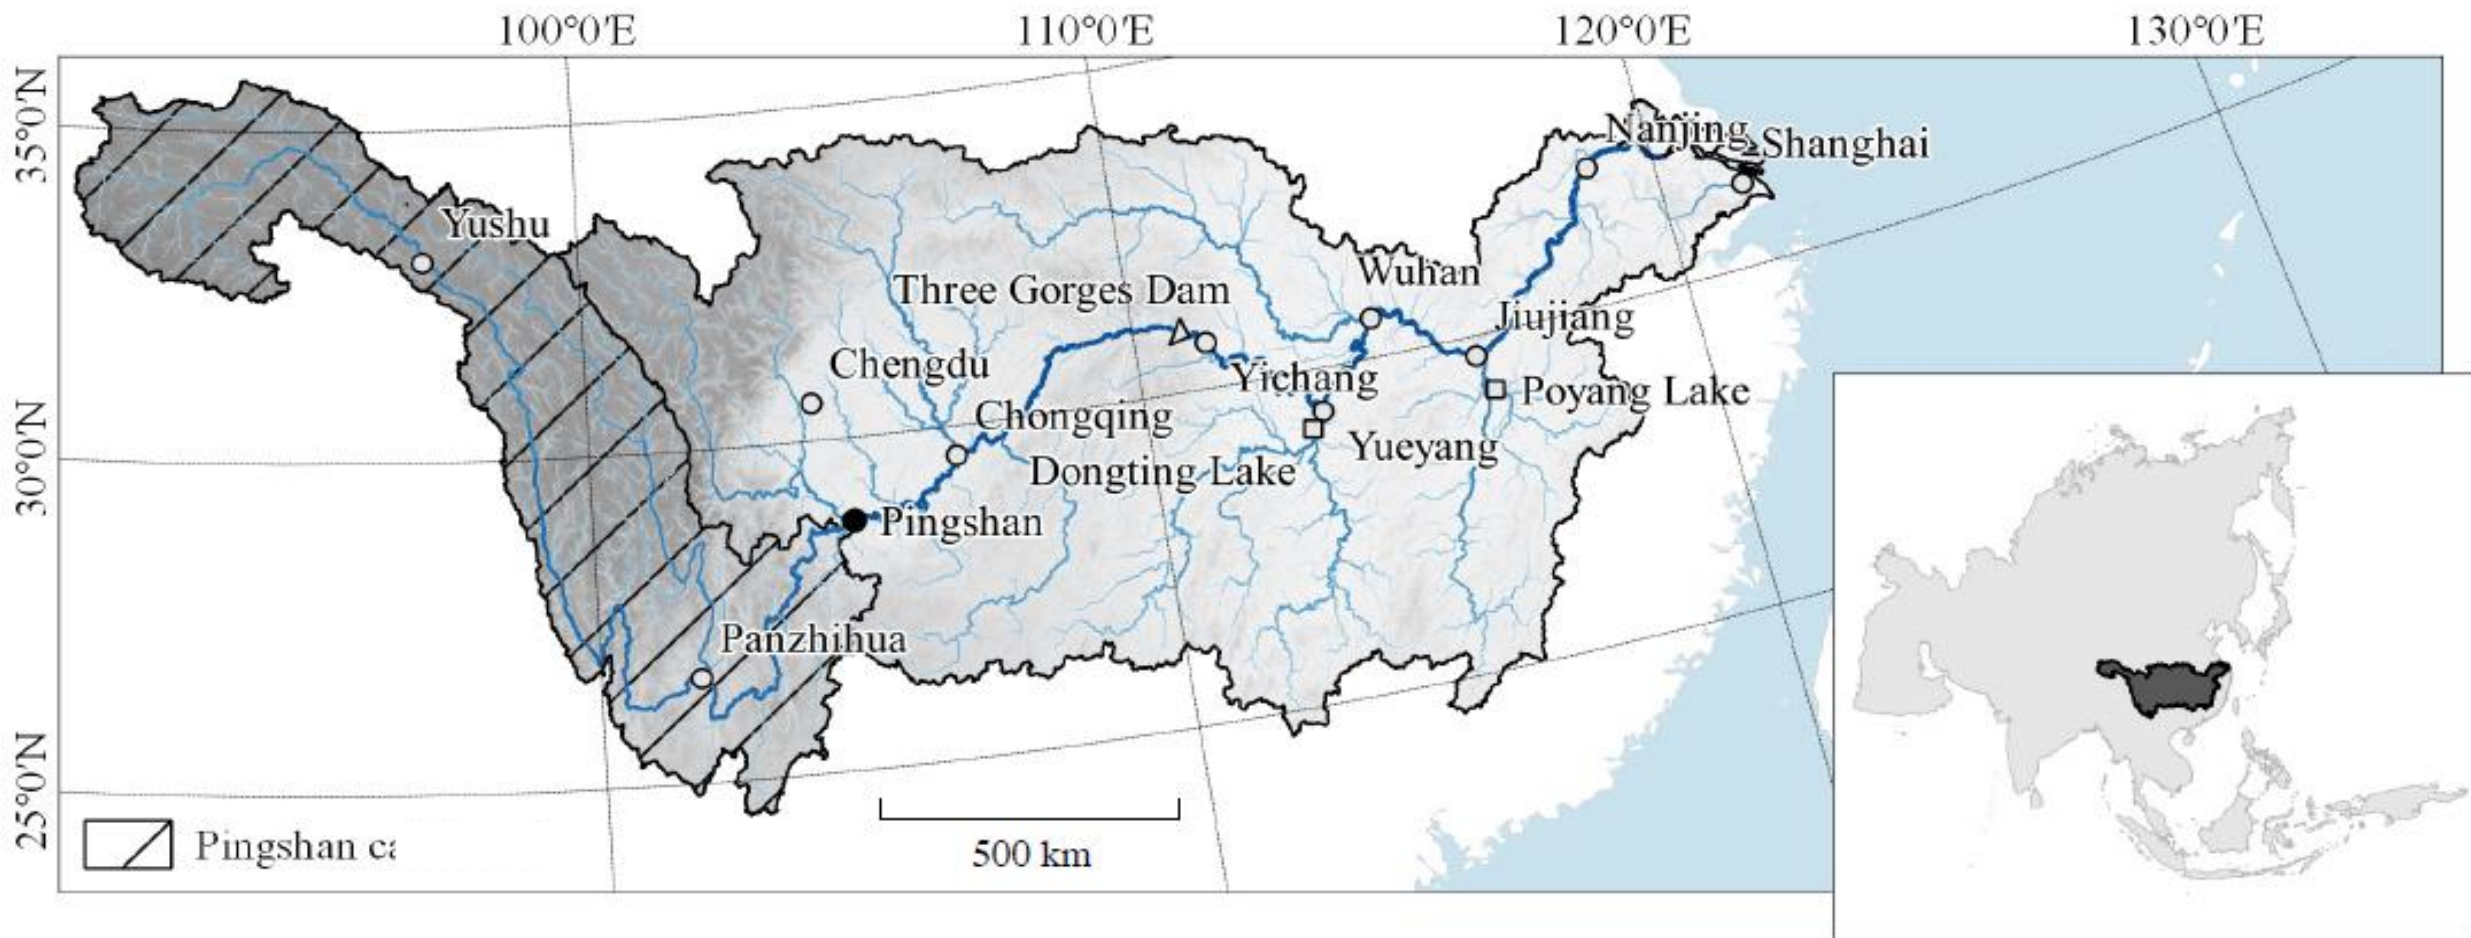 100°0'E
110°0'E
120°0'E
130°0'E
35°0'N
30°0'N
25°0'N
Nanjing
Shanghai
Yushu
Wuhan
Three Gorges Dam
Jiujiang
Chengdu
Yichang
Poyang Lake
Chongqing
Yueyang
Dongting Lake
Pingshan
Panzhihua
Pingshan
500 km